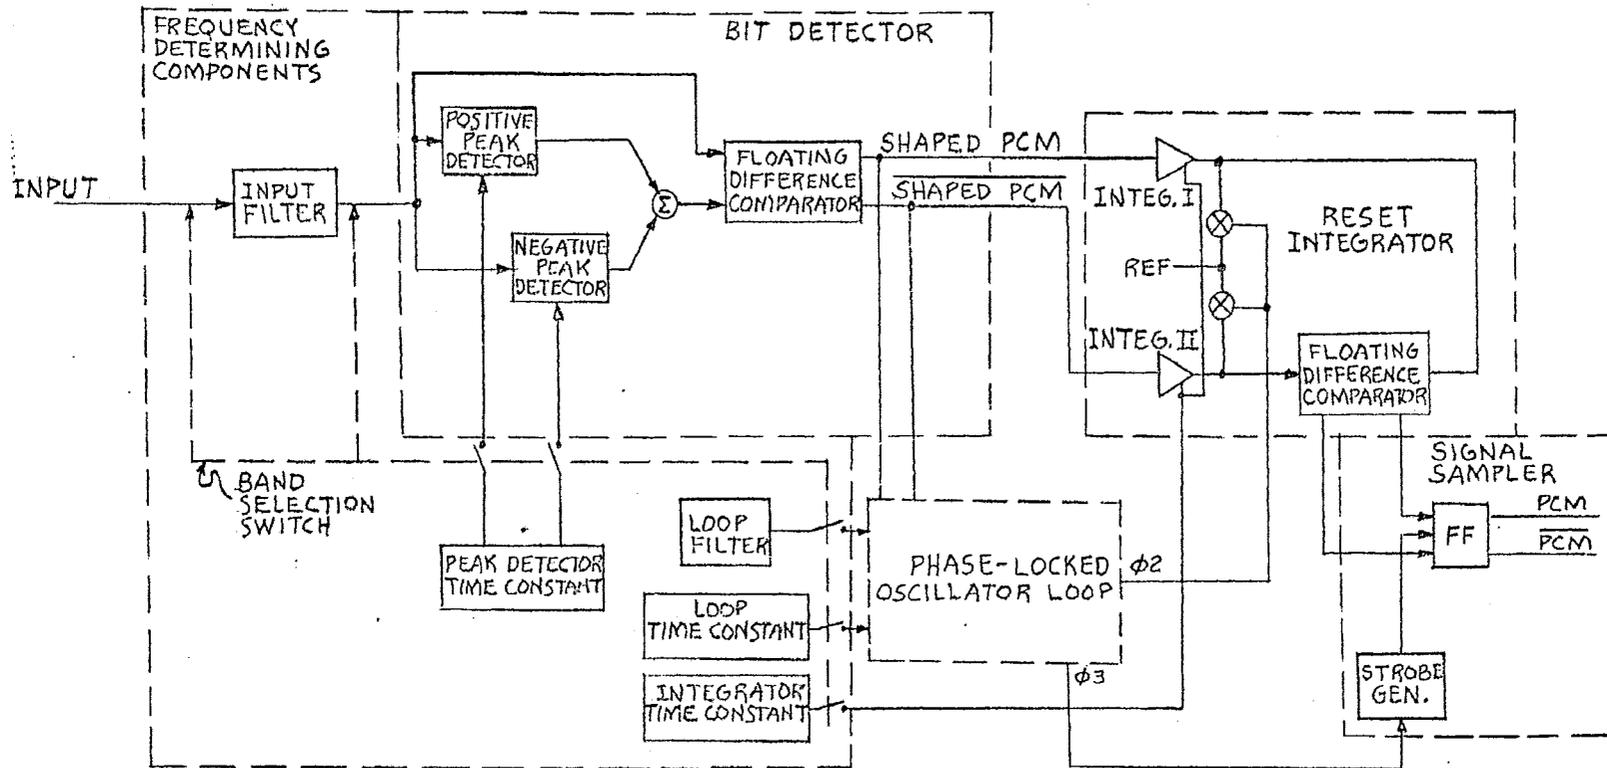 FREQUENCY
DETERMINING
COMPONENTS
BIT DETECTOR
INPUT
INPUT
FILTER
POSITIVE
PEAK
DETECTOR
Σ
NEGATIVE
PEAK
DETECTOR
FLOATING
DIFFERENCE
COMPARATOR
SHAPED PCM
SHAPED PCM
INTEG. I
RESET
INTEGRATOR
REF
INTEG. II
FLOATING
DIFFERENCE
COMPARATOR
BAND
SELECTION
SWITCH
SIGNAL
SAMPLER
PCM
FF
PCM
LOOP
FILTER
PHASE-LOCKED
OSCILLATOR LOOP
φ2
PEAK DETECTOR
TIME CONSTANT
LOOP
TIME CONSTANT
φ3
STROBE
GEN.
INTEGRATOR
TIME CONSTANT